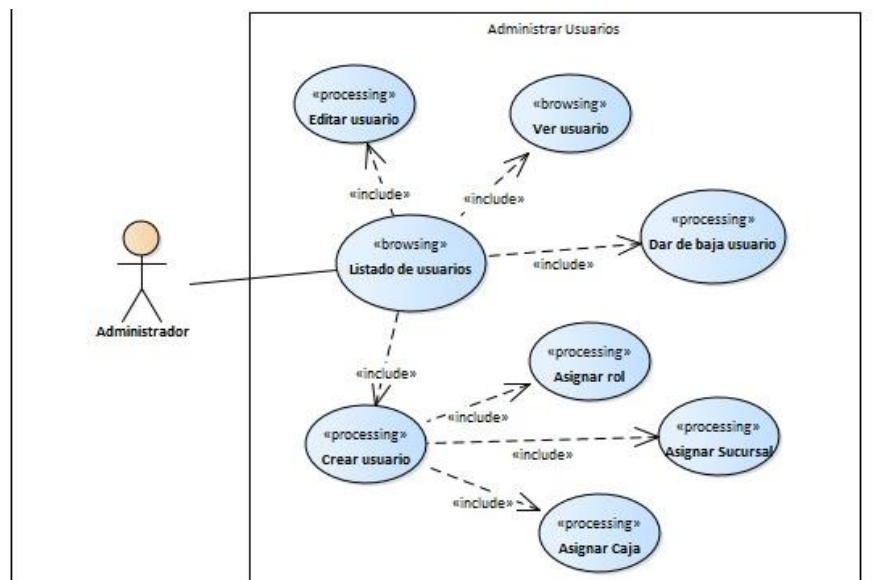 Administrar Usuarios
«processing»
Editar usuario
«browsing»
Ver usuario
«include»
«include»
«processing»
Dar de baja usuario
«browsing»
Listado de usuarios
«include»
Administrador
«processing»
Asignar rol
«include»
«include»
«processing»
Crear usuario
«processing»
Asignar Sucursal
«include»
«include»
«processing»
Asignar Caja